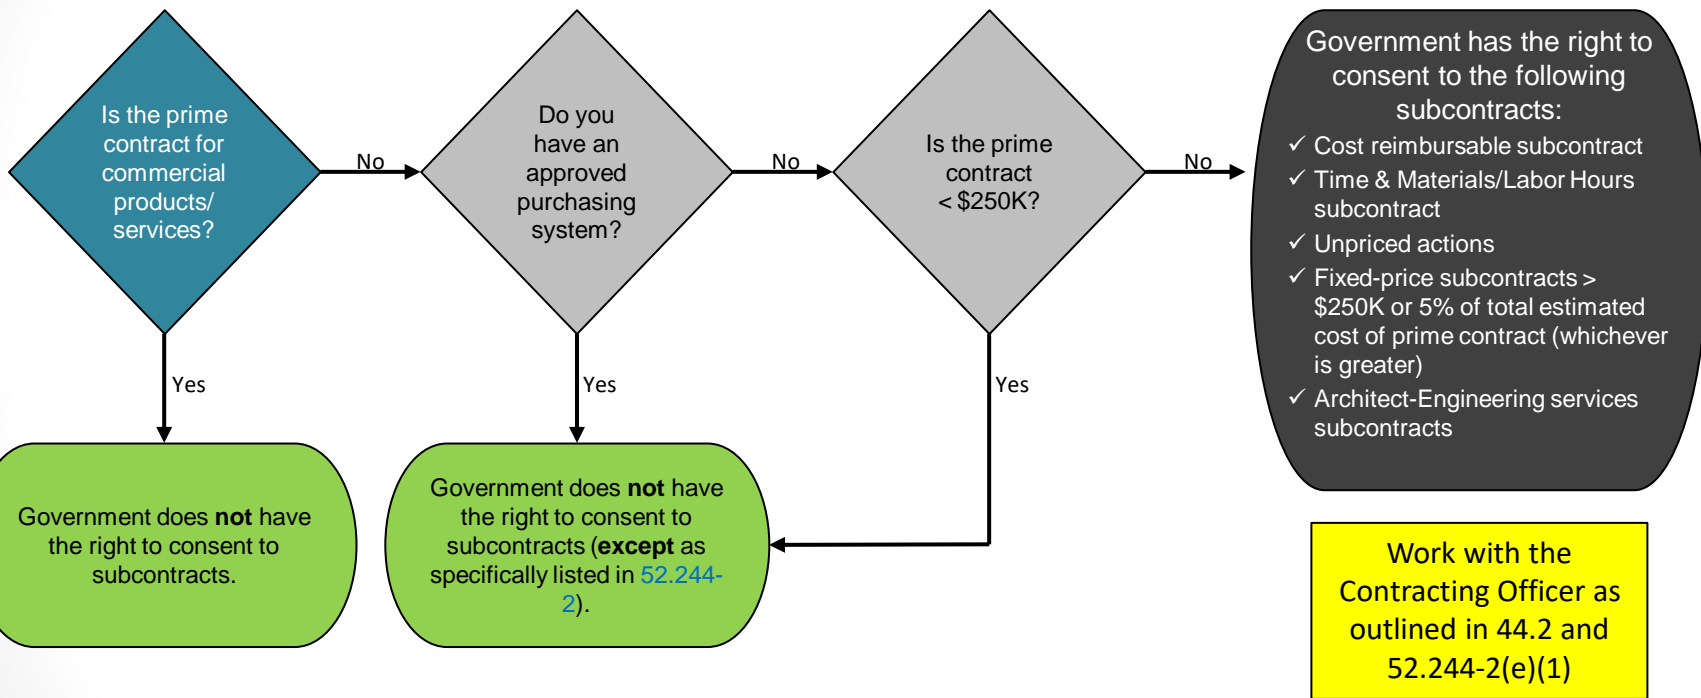 Is the prime
contract for
commercial
products/
services?
No
Yes
Government does not have
the right to consent to
subcontracts.
Do you
have an
approved
purchasing
system?
No
Yes
Government does not have
the right to consent to
subcontracts (except as
specifically listed in 52.244-
2).
Is the prime
contract
< $250K?
No
Yes
Government has the right to
consent to the following
subcontracts:
✓ Cost reimbursable subcontract
✓ Time & Materials/Labor Hours
subcontract
✓ Unpriced actions
✓ Fixed-price subcontracts >
$250K or 5% of total estimated
cost of prime contract (whichever
is greater)
✓ Architect-Engineering services
subcontracts
Work with the
Contracting Officer as
outlined in 44.2 and
52.244-2(e)(1)